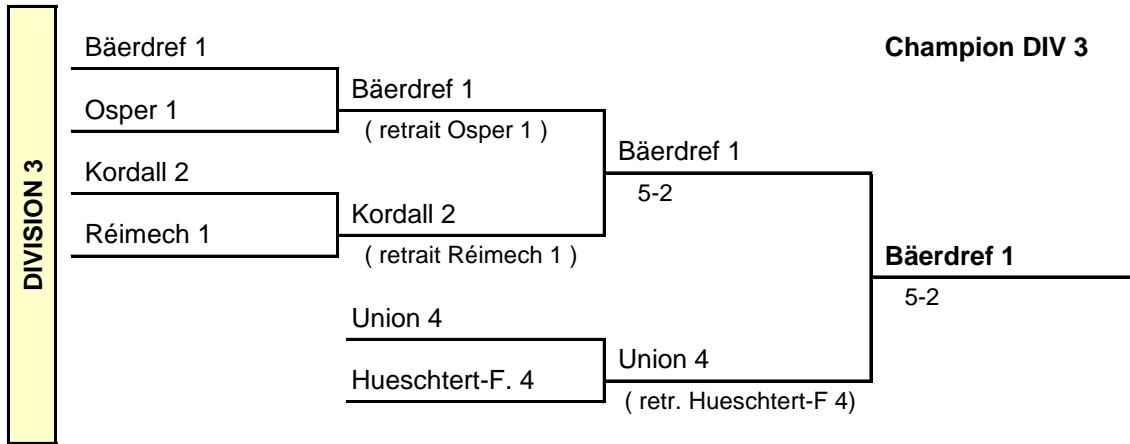 DIVISION 3
Bäerdref 1
Champion DIV 3
Bäerdref 1
Osper 1
( retrait Osper 1 )
Bäerdref 1
Kordall 2
5-2
Kordall 2
Réimech 1
( retrait Réimech 1 )
Bäerdref 1
5-2
Union 4
Union 4
Hueschtert-F. 4
( retr. Hueschtert-F 4)